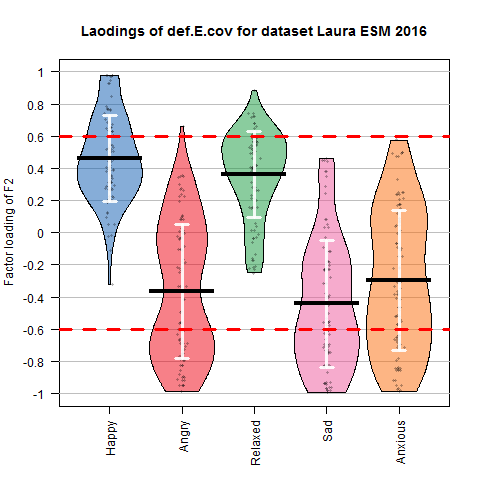 Laodings of def.E.cov for dataset Laura ESM 2016
Factor loading of F2
1
0.8
0.6
0.4
0.2
0
-0.2
-0.4
-0.6
-0.8
-1
Happy
Angry
Relaxed
Sad
Anxious